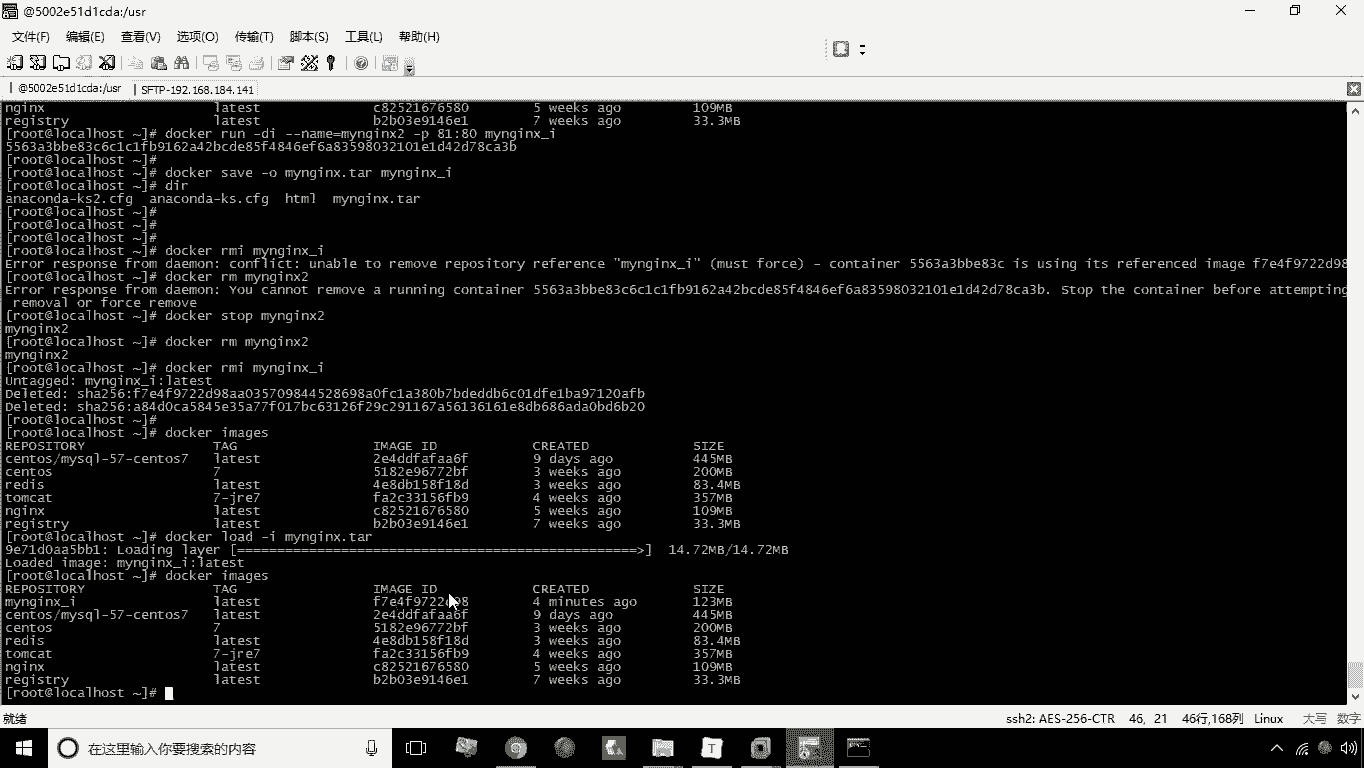 @5002e51d1cda:/usr
文件(F) 编辑(E) 查看(V) 选项(O) 传输(T) 脚本(S) 工具(L) 帮助(H)
@5002e51d1cda:/usr SFTP-192.168.184.141
nginx latest c82521676580 5 weeks ago 109MB
registry latest b2b03e9146e1 7 weeks ago 33.3MB
[root@localhost ~]# docker run -di --name=mynginx2 -p 81:80 mynginx_i
5563a3bbe83c6c1c1fb9162a42bcde85f4846ef6a83598032101e1d42d78ca3b
[root@localhost ~]#
[root@localhost ~]# docker save -o mynginx.tar mynginx_i
[root@localhost ~]# dir
anaconda-ks2.cfg anaconda-ks.cfg html mynginx.tar
[root@localhost ~]#
[root@localhost ~]#
[root@localhost ~]#
[root@localhost ~]# docker rmi mynginx_i
Error response from daemon: conflict: unable to remove repository reference "mynginx_i" (must force) - container 5563a3bbe83c is using its referenced image f7e4f9722d98
[root@localhost ~]# docker rm mynginx2
Error response from daemon: You cannot remove a running container 5563a3bbe83c6c1c1fb9162a42bcde85f4846ef6a83598032101e1d42d78ca3b. Stop the container before attempting
removal or force remove
[root@localhost ~]# docker stop mynginx2
mynginx2
[root@localhost ~]# docker rm mynginx2
mynginx2
[root@localhost ~]# docker rmi mynginx_i
Untagged: mynginx_i:latest
Deleted: sha256:f7e4f9722d98aa035709844528698a0fc1a380b7bdeddb6c01dfe1ba97120afb
Deleted: sha256:a84d0ca5845e35a77f017bc63126f29c291167a56136161e8db686ada0bd6b20
[root@localhost ~]#
[root@localhost ~]# docker images
REPOSITORY TAG IMAGE ID CREATED SIZE
centos/mysql-57-centos7 latest 2e4ddfafaa6f 9 days ago 445MB
centos 7 5182e96772bf 3 weeks ago 200MB
redis latest 4e8db158f18d 3 weeks ago 83.4MB
tomcat 7-jre7 fa2c33156fb9 4 weeks ago 357MB
nginx latest c82521676580 5 weeks ago 109MB
registry latest b2b03e9146e1 7 weeks ago 33.3MB
[root@localhost ~]# docker load -i mynginx.tar
9e71d0aa5bb1: Loading layer [==================================================>] 14.72MB/14.72MB
Loaded image: mynginx_i:latest
[root@localhost ~]# docker images
REPOSITORY TAG IMAGE ID CREATED SIZE
mynginx_i latest f7e4f9722d98 4 minutes ago 123MB
centos/mysql-57-centos7 latest 2e4ddfafaa6f 9 days ago 445MB
centos 7 5182e96772bf 3 weeks ago 200MB
redis latest 4e8db158f18d 3 weeks ago 83.4MB
tomcat 7-jre7 fa2c33156fb9 4 weeks ago 357MB
nginx latest c82521676580 5 weeks ago 109MB
registry latest b2b03e9146e1 7 weeks ago 33.3MB
[root@localhost ~]#
就绪 ssh2: AES-256-CTR 46, 21 46行,168列 Linux 大写 数字
在这里输入你要搜索的内容